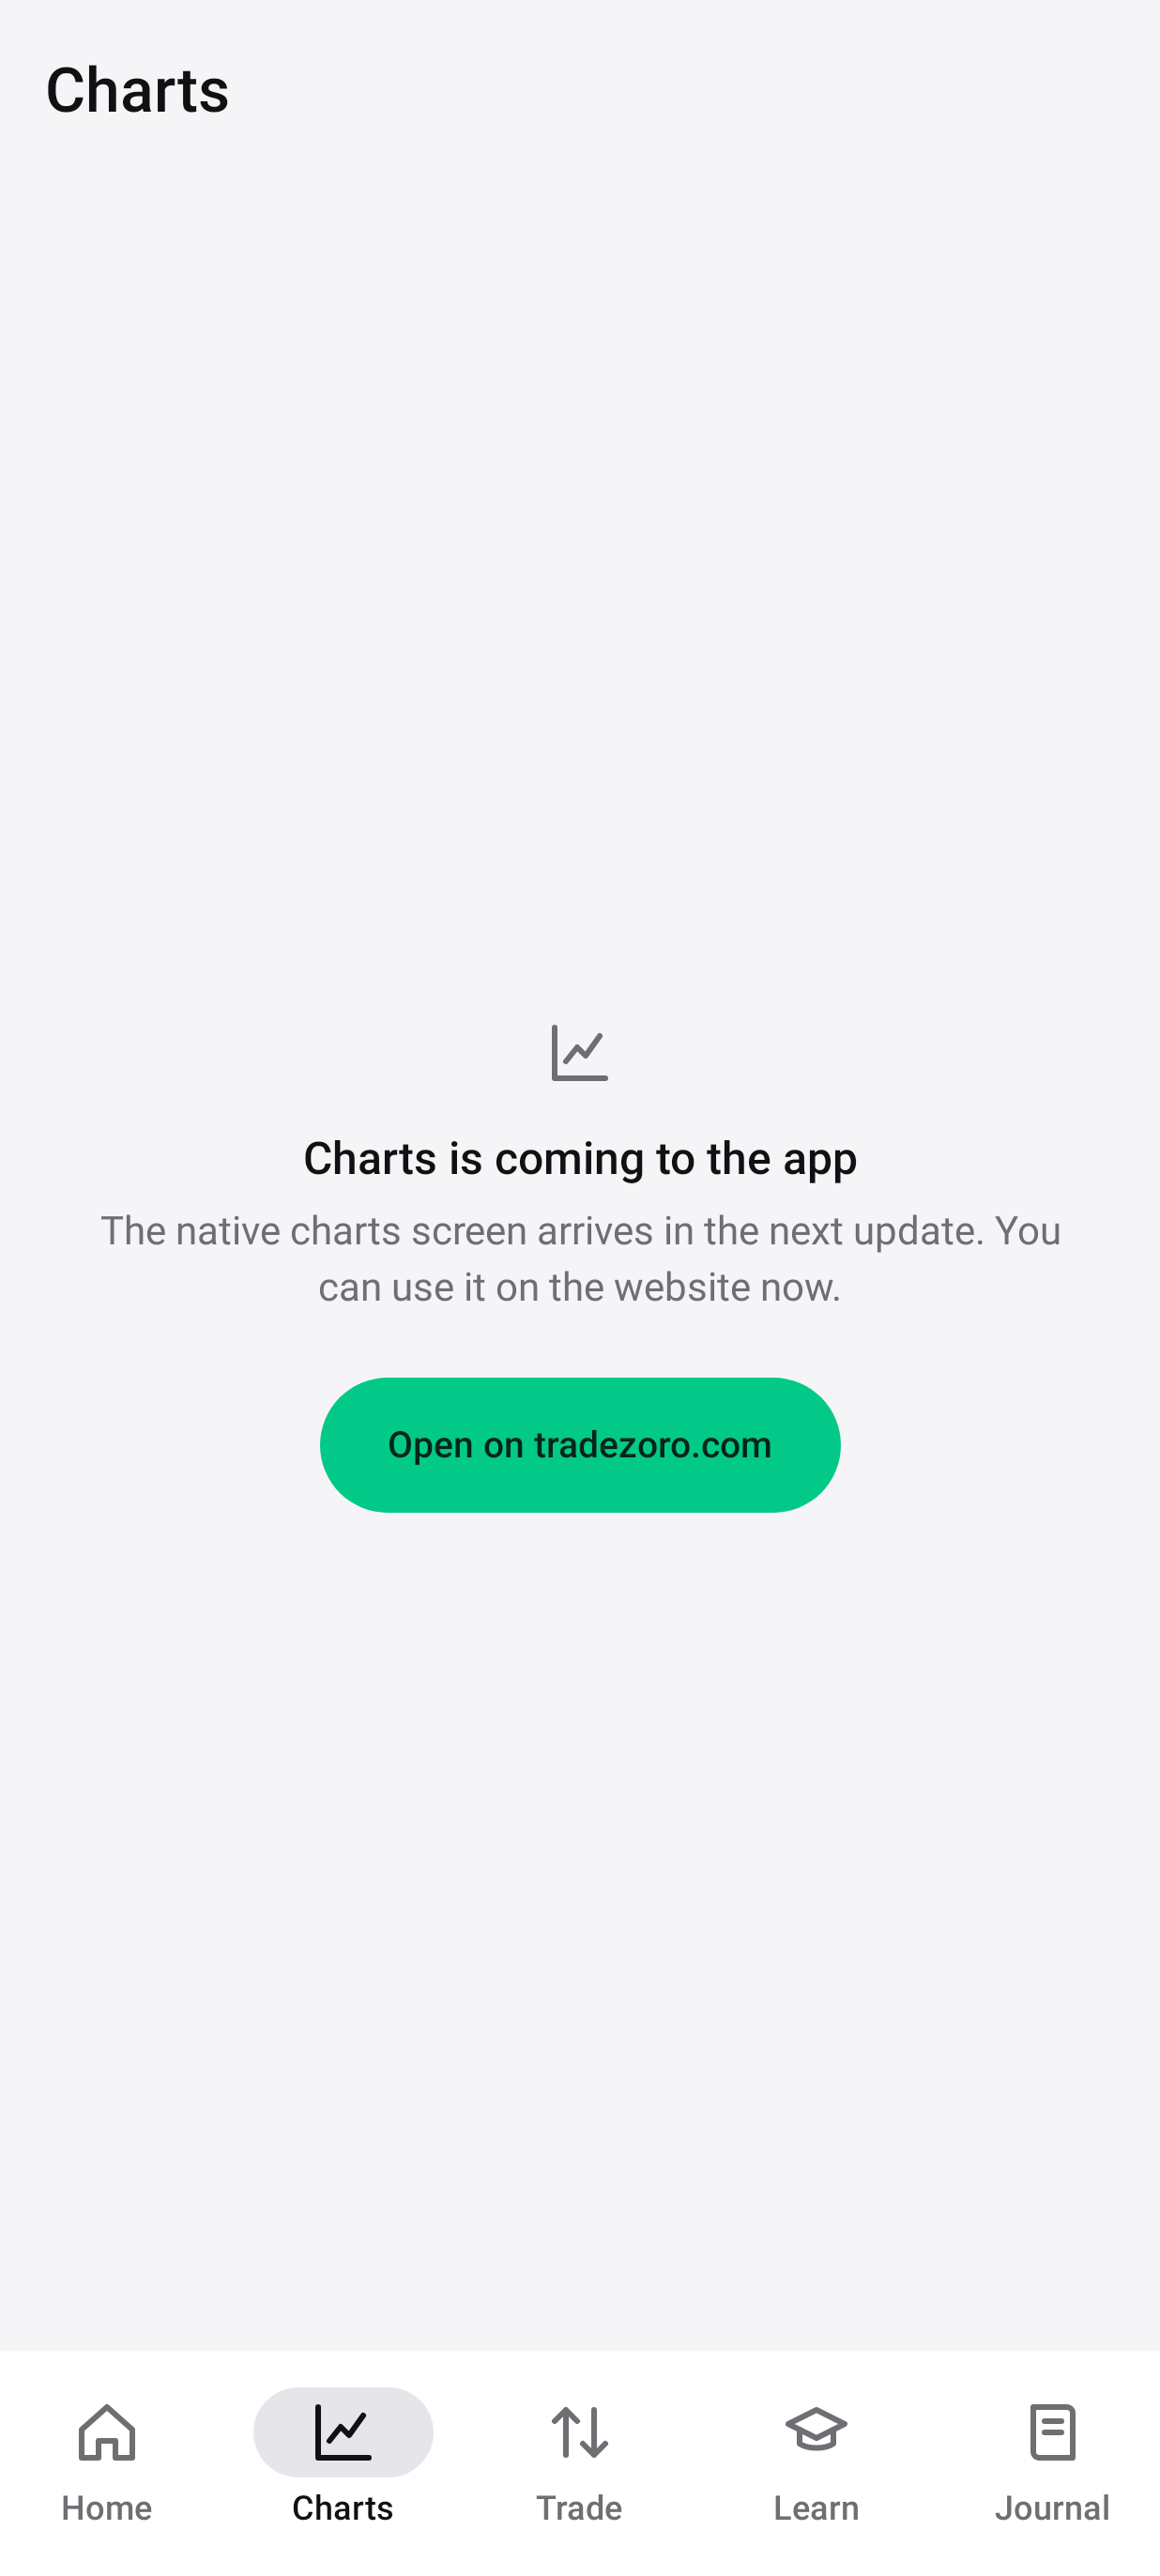 Charts
Charts is coming to the app
The native charts screen arrives in the next update. You
can use it on the website now.
Open on tradezoro.com
Home
Charts
Trade
Learn
Journal